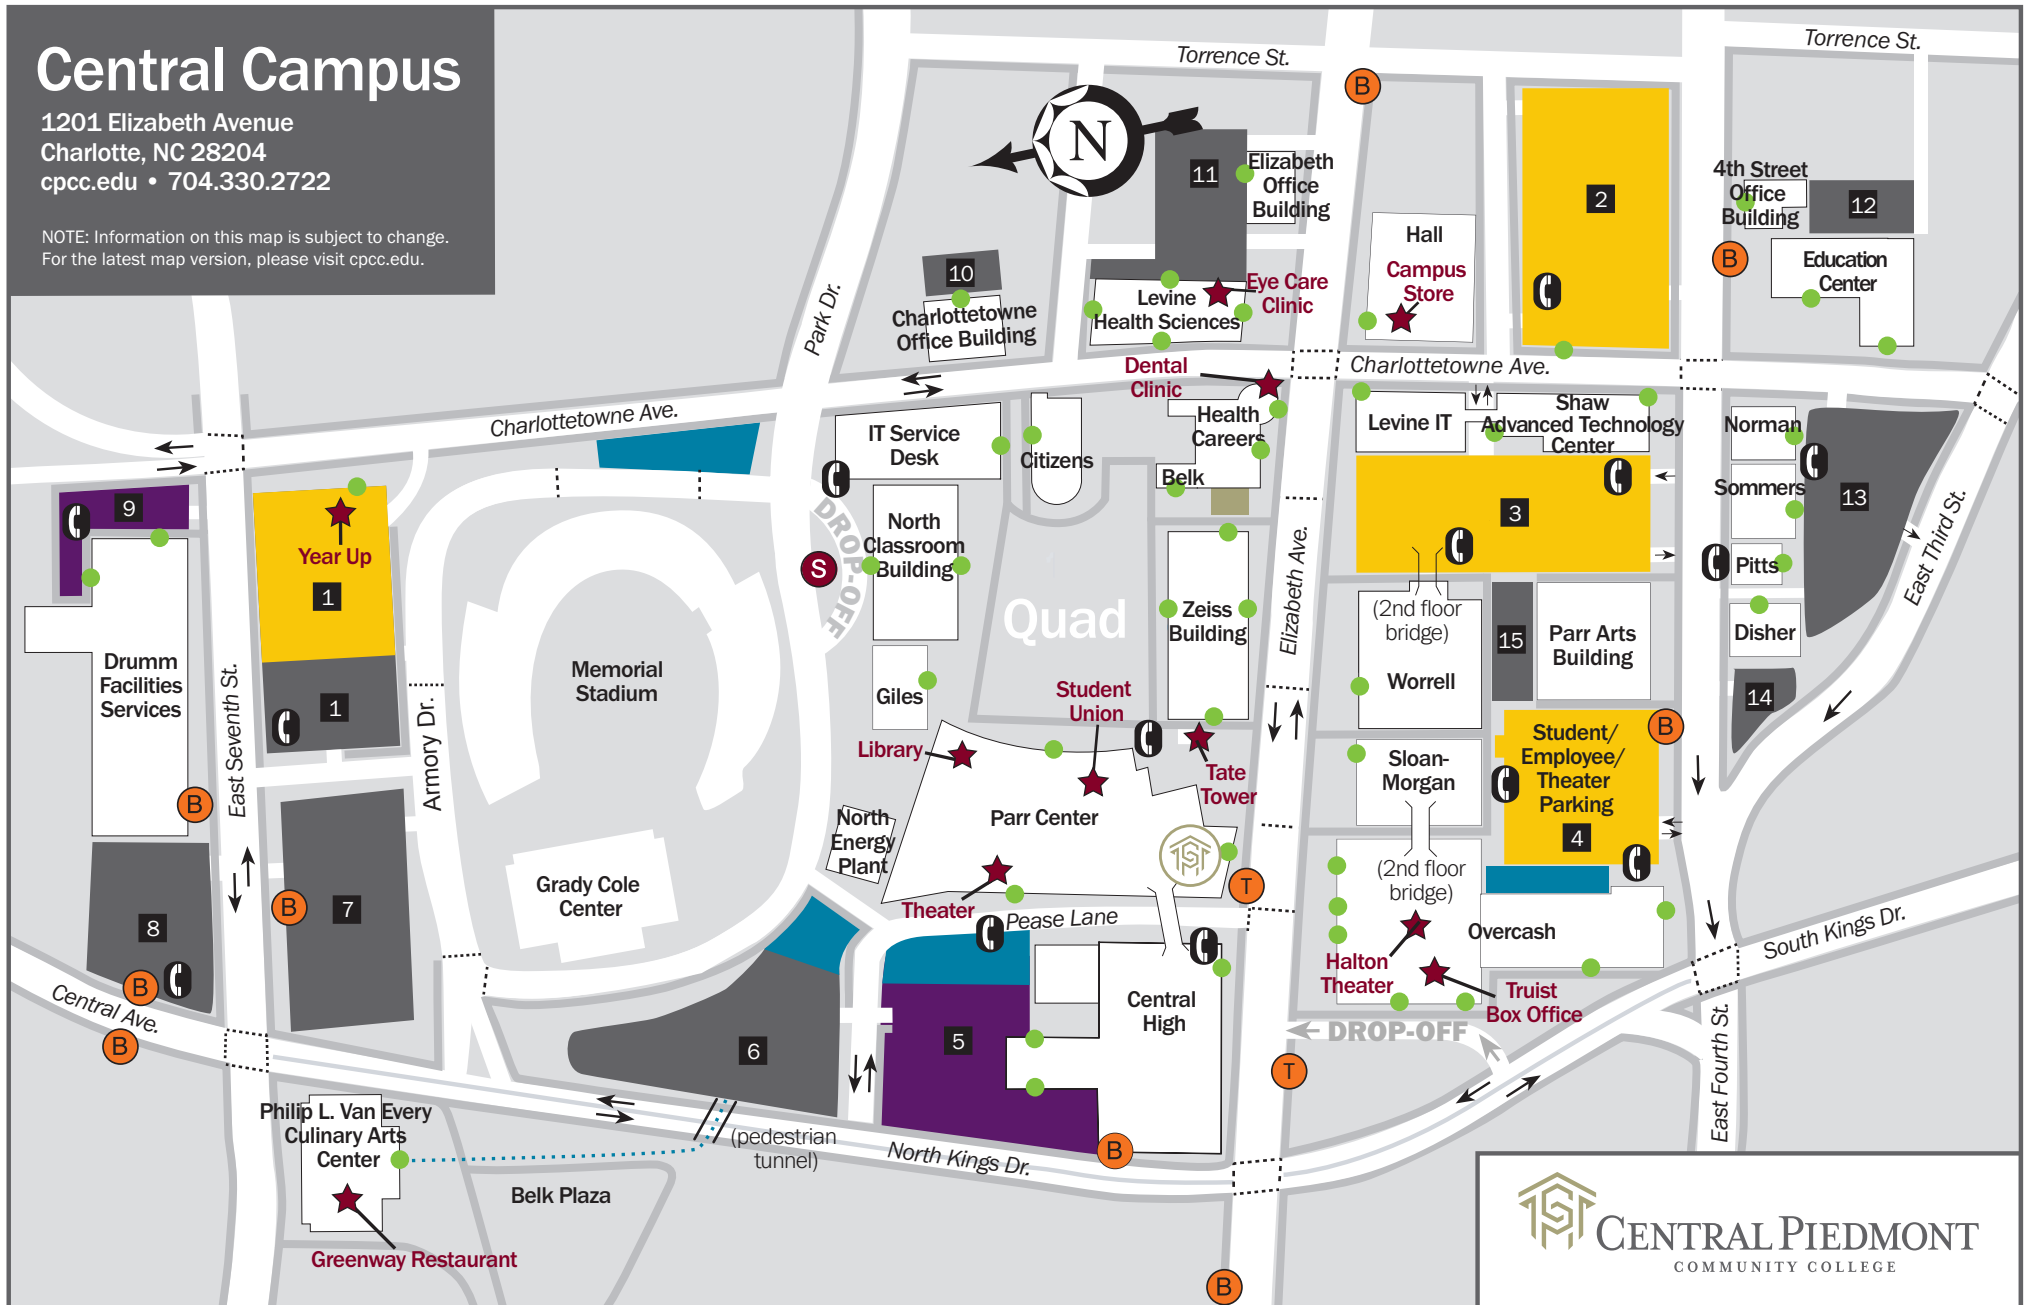 Central Campus
1201 Elizabeth Avenue
Charlotte, NC 28204
cpcc.edu • 704.330.2722
NOTE: Information on this map is subject to change.
For the latest map version, please visit cpcc.edu.
Torrence St.
Torrence St.
B
N
11
Elizabeth
Office
Building
2
4th Street
Office
Building
12
B
Education
Center
Hall
Campus
Store
10
Charlottetowne
Office Building
Levine
Health Sciences
Eye Care
Clinic
Park Dr.
Dental
Clinic
Charlottetowne Ave.
Charlottetowne Ave.
IT Service
Desk
Citizens
Health
Careers
Belk
Levine IT
Shaw
Advanced Technology
Center
Norman
Sommers
13
Pitts
Disher
14
East Third St.
9
Year Up
1
1
Drumm
Facilities
Services
East Seventh St.
Armory Dr.
Memorial
Stadium
DROP-OFF
S
North
Classroom
Building
Giles
Quad
Zeiss
Building
Elizabeth Ave.
3
(2nd floor
bridge)
Worrell
15
Parr Arts
Building
Student
Union
Library
Tate
Tower
Parr Center
North
Energy
Plant
Theater
Pease Lane
T
Sloan-
Morgan
Student/
Employee/
Theater
Parking
4
B
(2nd floor
bridge)
Halton
Theater
Overcash
Truist
Box Office
DROP-OFF
South Kings Dr.
East Fourth St.
B
8
B
7
B
Central Ave.
B
Grady Cole
Center
6
5
Central
High
T
B
North Kings Dr.
(pedestrian
tunnel)
Philip L. Van Every
Culinary Arts
Center
Belk Plaza
Greenway Restaurant
B
CENTRAL PIEDMONT
COMMUNITY COLLEGE